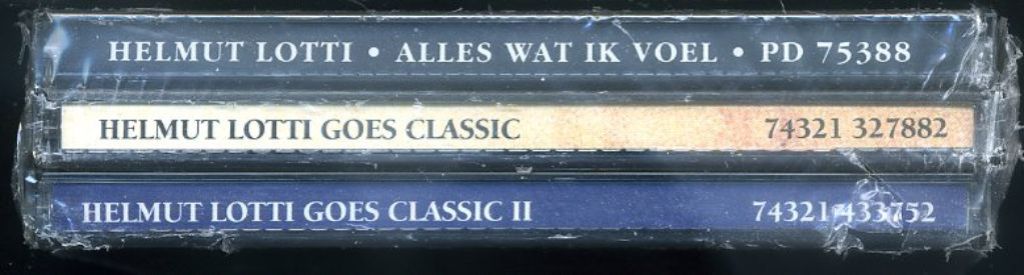 HELMUT LOTTI • ALLES WAT IK VOEL • PD 75388
HELMUT LOTTI GOES CLASSIC 74321 327882
HELMUT LOTTI GOES CLASSIC II 74321 433752